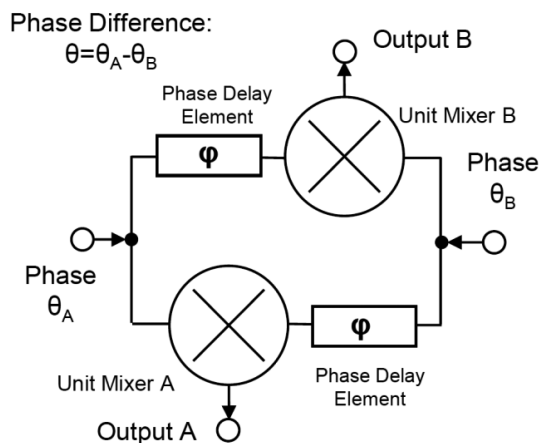 Phase Difference:
θ=θA-θB
Output B
Phase Delay
Element
Unit Mixer B
φ
Phase
θB
Phase
θA
φ
Unit Mixer A
Phase Delay
Element
Output A